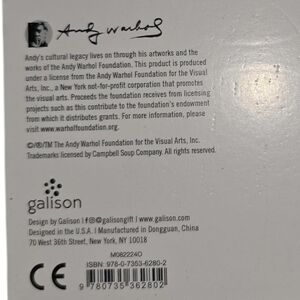 Andy Warhol
Andy's cultural legacy lives on through his artworks and the
works of the Andy Warhol Foundation. This product is produced
under a license from the Andy Warhol Foundation for the Visual
Arts, Inc., a New York not-for-profit corporation that promotes
the visual arts. Proceeds the foundation receives from licensing
projects such as this contribute to the foundation's endowment
from which it distributes grants. For more information, please
visit www.warholfoundation.org.
©/®/TM The Andy Warhol Foundation for the Visual Arts, Inc.
Trademarks licensed by Campbell Soup Company. All rights reserved.
galison
Design by Galison | @galisongift | www.galison.com
Designed in the U.S.A. | Manufactured in Dongguan, China
70 West 36th Street, New York, NY 10018
CE
M082224O
ISBN: 978-0-7353-6280-2
9 780735 362802